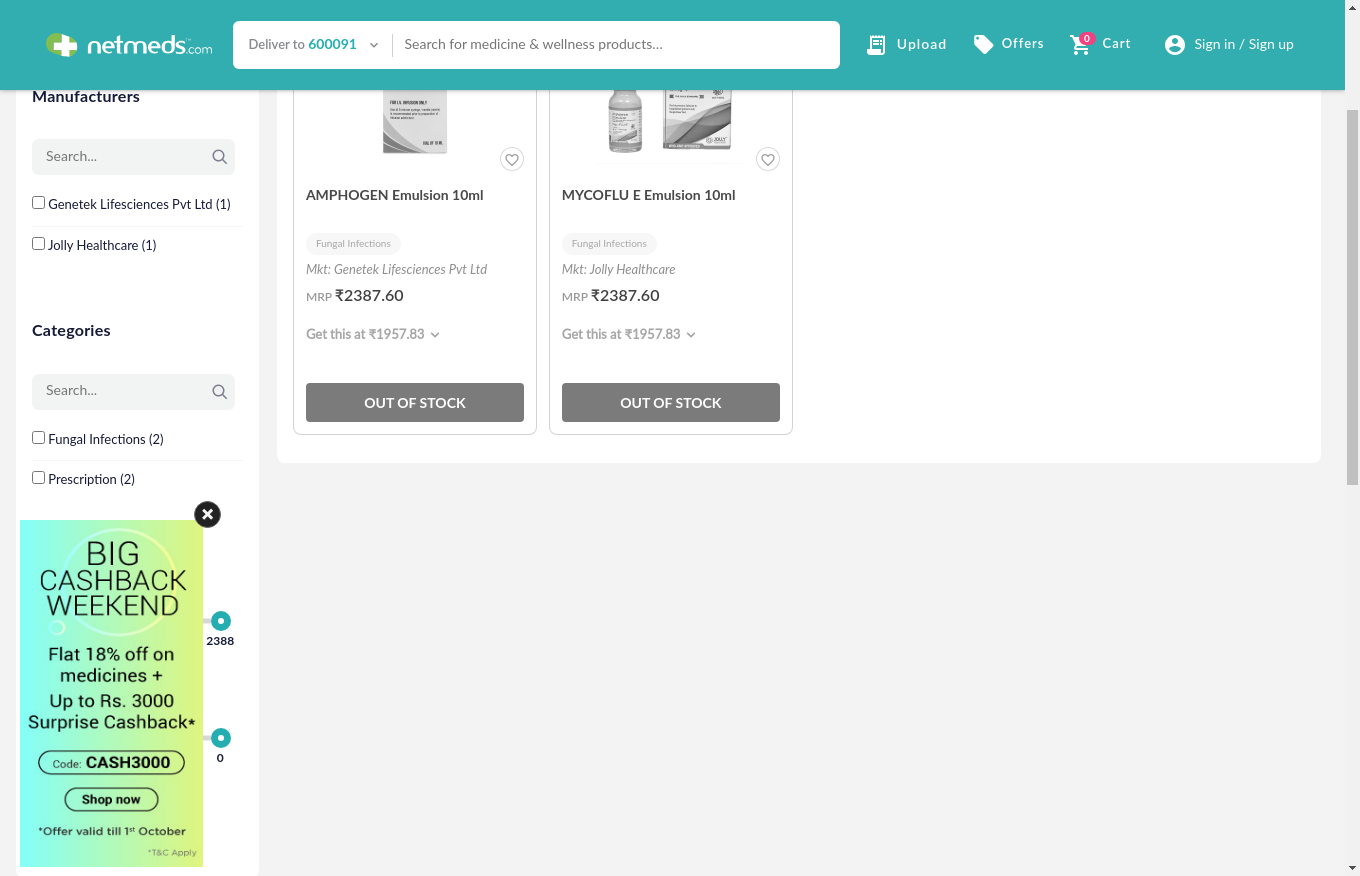 netmeds.com
Deliver to 600091
Search for medicine & wellness products...
Upload
Offers
0
Cart
Sign in / Sign up
Manufacturers
Search...
Genetek Lifesciences Pvt Ltd (1)
Jolly Healthcare (1)
Categories
Search...
Fungal Infections (2)
Prescription (2)
BIG
CASHBACK
WEEKEND
Flat 18% off on
medicines +
Up to Rs. 3000
Surprise Cashback*
Code: CASH3000
Shop now
*Offer valid till 1st October
*T&C Apply
2388
0
FOR I.V. INFUSION ONLY
AMPHOGEN Emulsion 10ml
Fungal Infections
Mkt: Genetek Lifesciences Pvt Ltd
MRP ₹2387.60
Get this at ₹1957.83
OUT OF STOCK
JOLLY
MYCOFLU E Emulsion 10ml
Fungal Infections
Mkt: Jolly Healthcare
MRP ₹2387.60
Get this at ₹1957.83
OUT OF STOCK